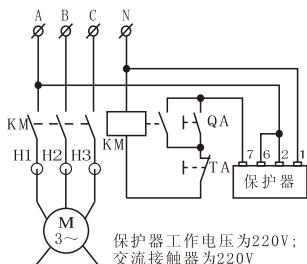 A B C N
KM
KM
QA
H1 H2 H3
TA
7 6 2 1
保护器
M
3～
保护器工作电压为220V;
交流接触器为220V